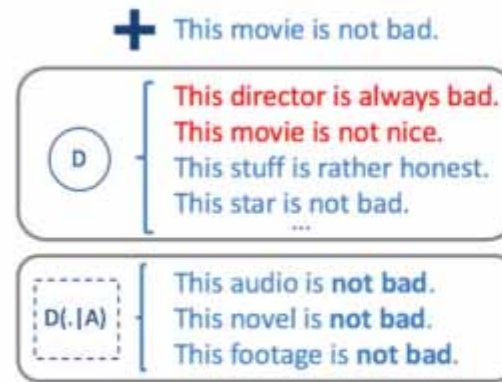 This movie is not bad.
This director is always bad.
This movie is not nice.
D
This stuff is rather honest.
This star is not bad.
...
This audio is not bad.
D(.|A)
This novel is not bad.
This footage is not bad.